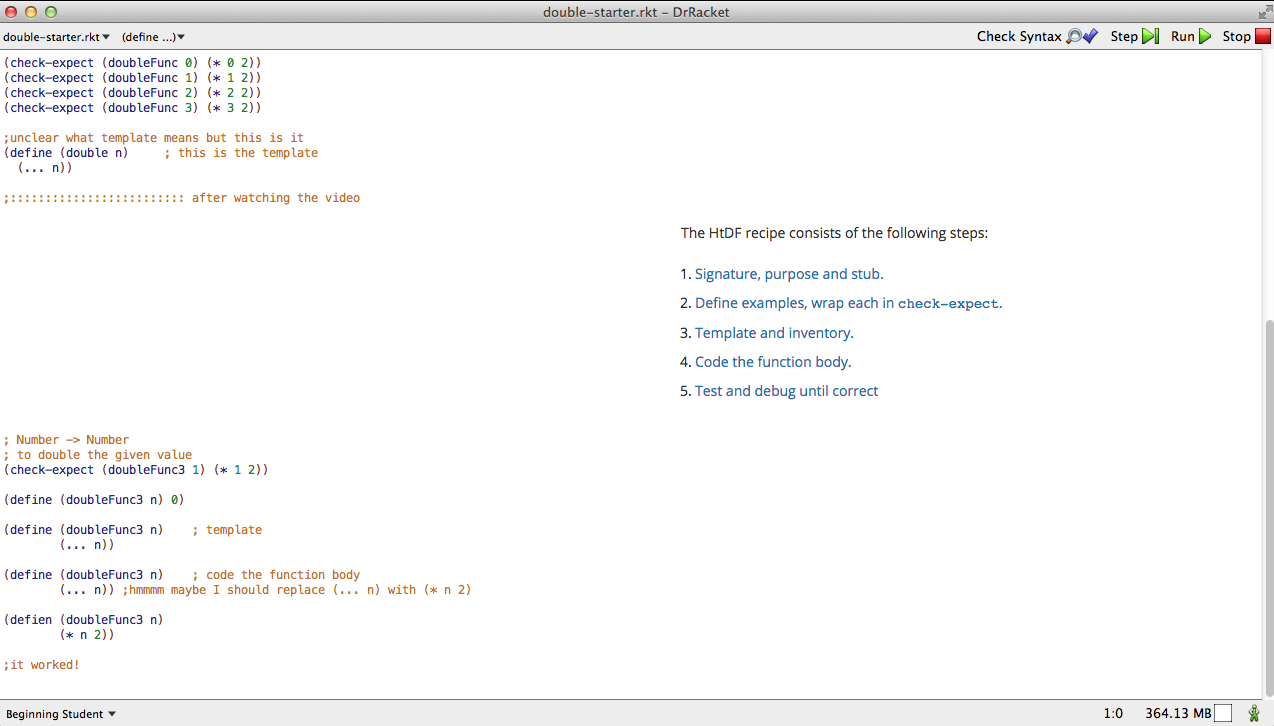 double-starter.rkt – DrRacket
double-starter.rkt▼ (define ...)▼ Check Syntax Step Run Stop
(check-expect (doubleFunc 0) (* 0 2))
(check-expect (doubleFunc 1) (* 1 2))
(check-expect (doubleFunc 2) (* 2 2))
(check-expect (doubleFunc 3) (* 3 2))
;unclear what template means but this is it
(define (double n)     ; this is the template
  (... n))
;::::::::::::::::::::::::: after watching the video
The HtDF recipe consists of the following steps:
1. Signature, purpose and stub.
2. Define examples, wrap each in check-expect.
3. Template and inventory.
4. Code the function body.
5. Test and debug until correct
; Number -> Number
; to double the given value
(check-expect (doubleFunc3 1) (* 1 2))
(define (doubleFunc3 n) 0)
(define (doubleFunc3 n)    ; template
        (... n))
(define (doubleFunc3 n)    ; code the function body
        (... n)) ;hmmmm maybe I should replace (... n) with (* n 2)
(defien (doubleFunc3 n)
        (* n 2))
;it worked!
Beginning Student ▼ 1:0 364.13 MB